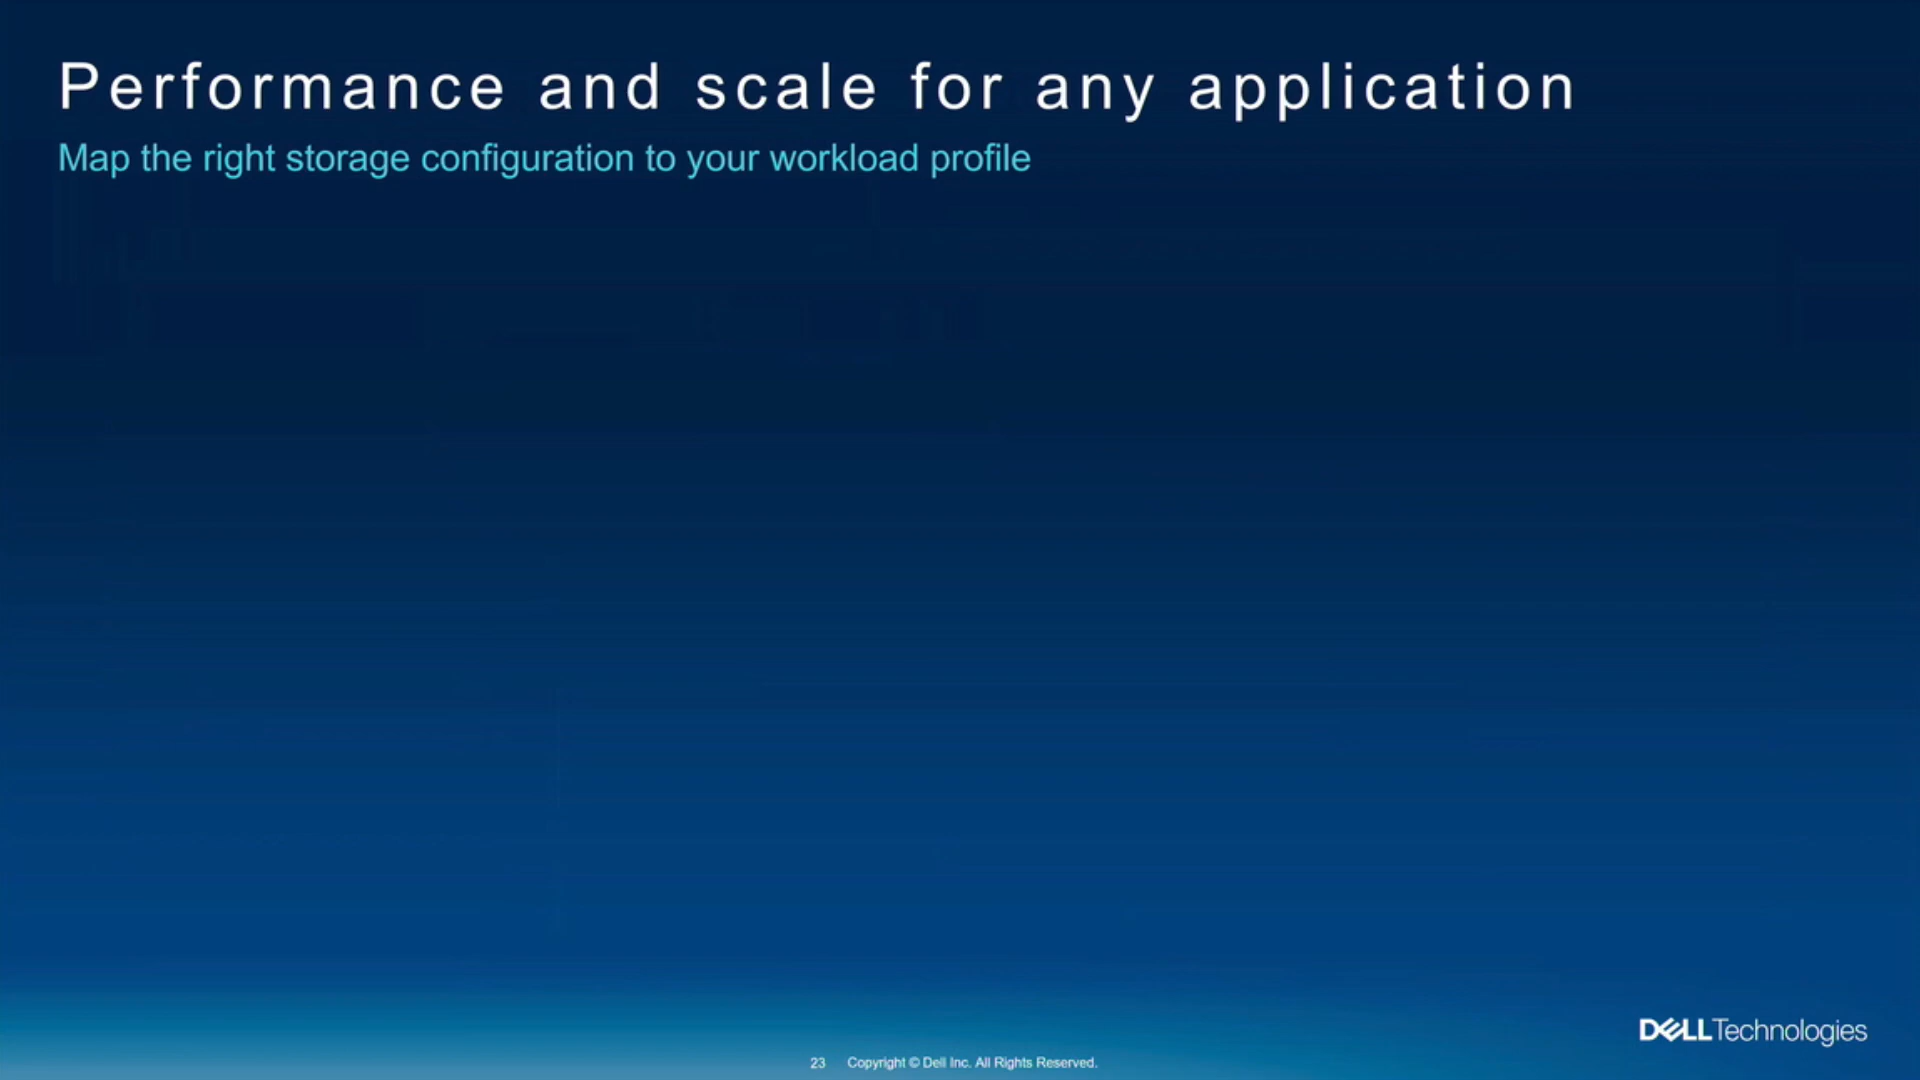 Performance and scale for any application
Map the right storage configuration to your workload profile
DELLTechnologies
23 Copyright © Dell Inc. All Rights Reserved.